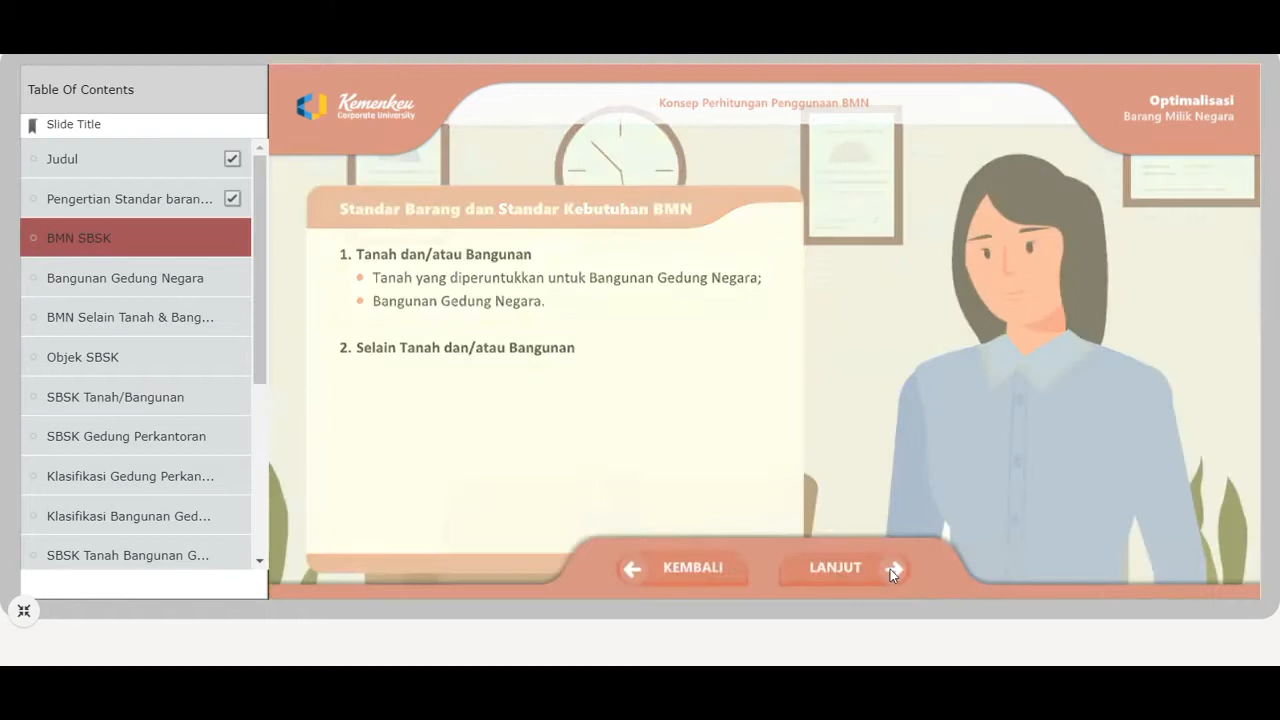 Table Of Contents
Slide Title
Judul
Pengertian Standar baran...
BMN SBSK
Bangunan Gedung Negara
BMN Selain Tanah & Bang...
Objek SBSK
SBSK Tanah/Bangunan
SBSK Gedung Perkantoran
Klasifikasi Gedung Perkan...
Klasifikasi Bangunan Ged...
SBSK Tanah Bangunan G...
Kemenkeu
Corporate University
Konsep Perhitungan Penggunaan BMN
Optimalisasi
Barang Milik Negara
Standar Barang dan Standar Kebutuhan BMN
1. Tanah dan/atau Bangunan
Tanah yang diperuntukkan untuk Bangunan Gedung Negara;
Bangunan Gedung Negara.
2. Selain Tanah dan/atau Bangunan
KEMBALI
LANJUT